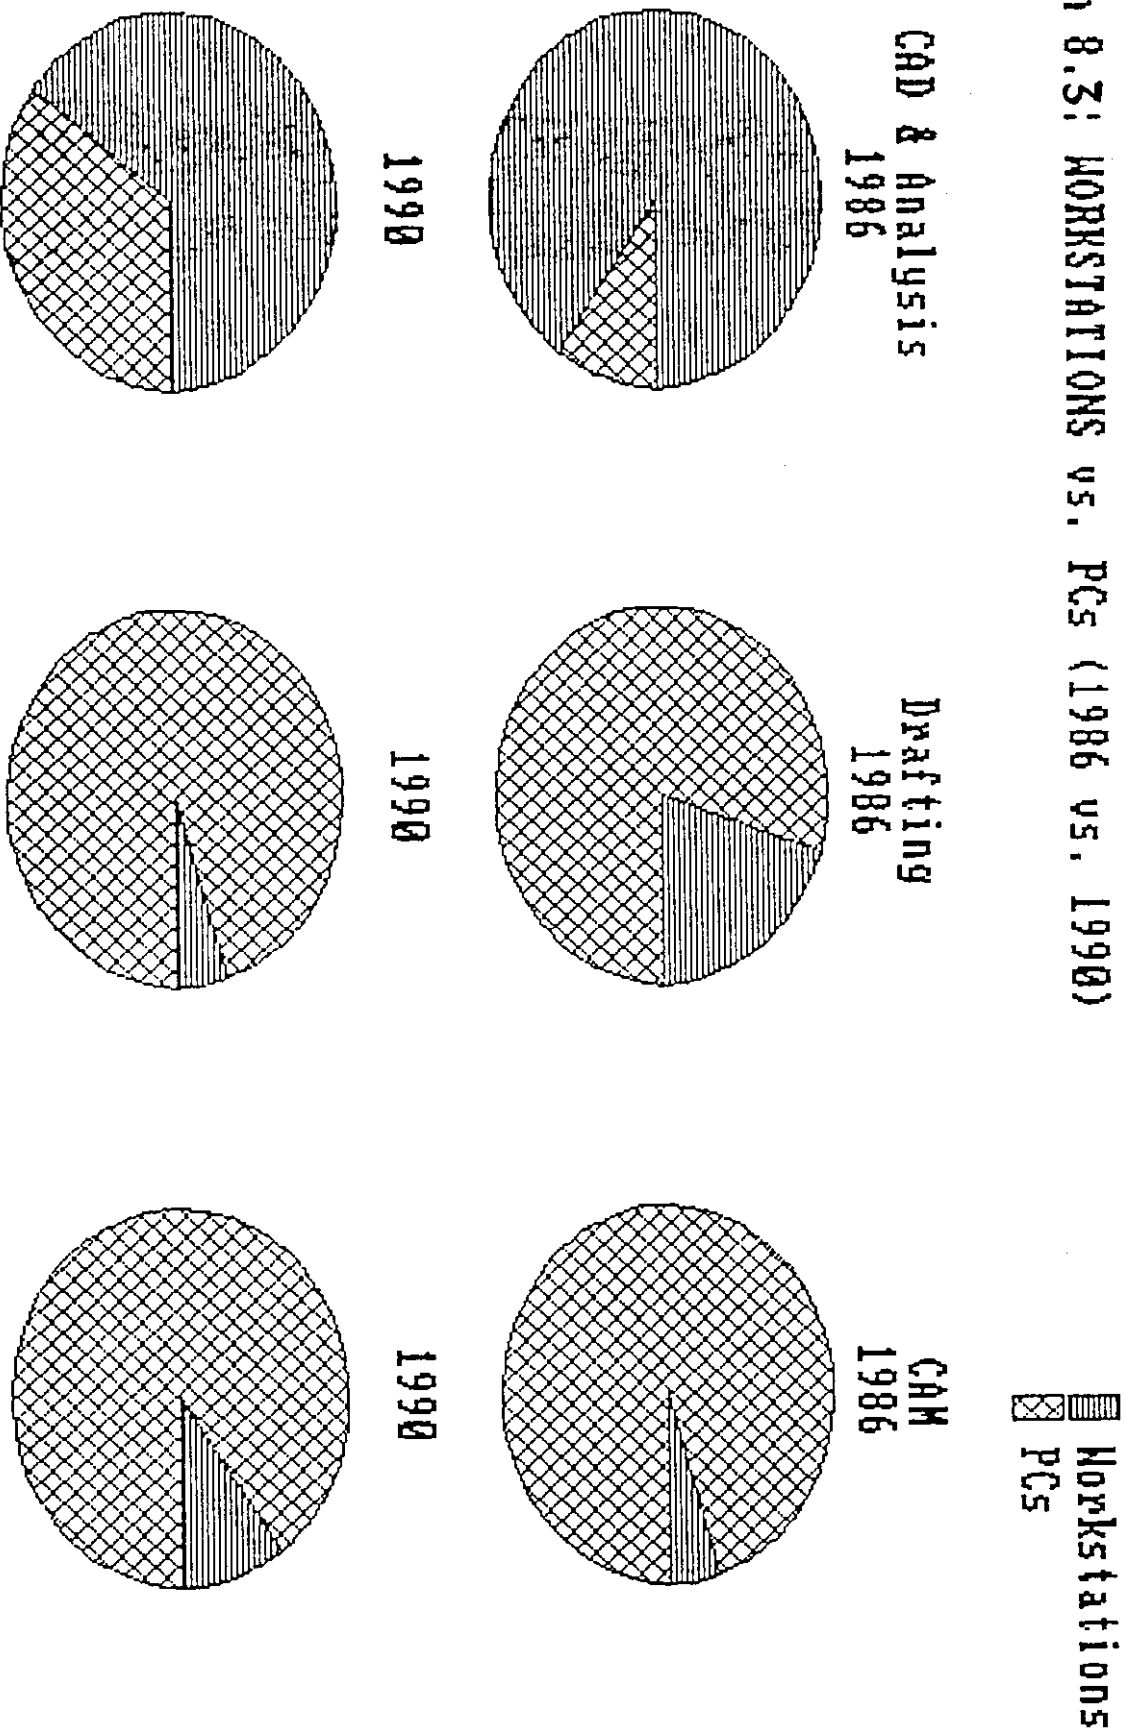 8.3: WORKSTATIONS vs. PCs (1986 vs. 1990)
Workstations
PCs
CAD & Analysis
1986
Drafting
1986
CAM
1986
1990
1990
1990